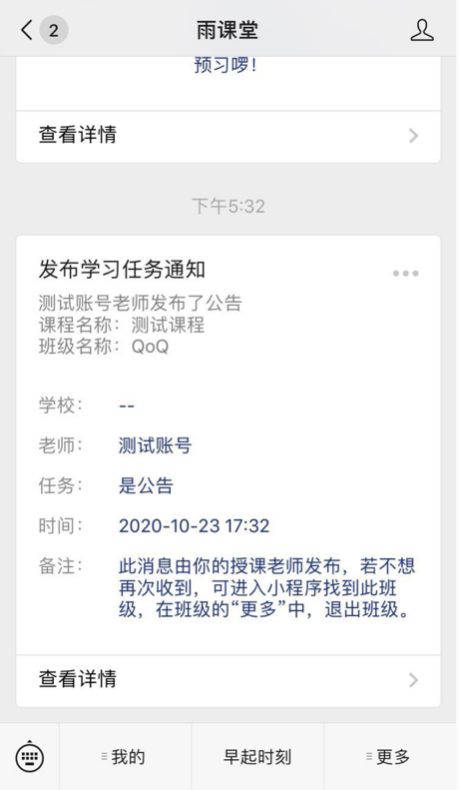 2
雨课堂
预习啰！
查看详情
下午5:32
发布学习任务通知
测试账号老师发布了公告
课程名称：测试课程
班级名称：QoQ
学校： --
老师： 测试账号
任务： 是公告
时间： 2020-10-23 17:32
备注： 此消息由你的授课老师发布，若不想
再次收到，可进入小程序找到此班
级，在班级的“更多”中，退出班级。
查看详情
我的 早起时刻 更多